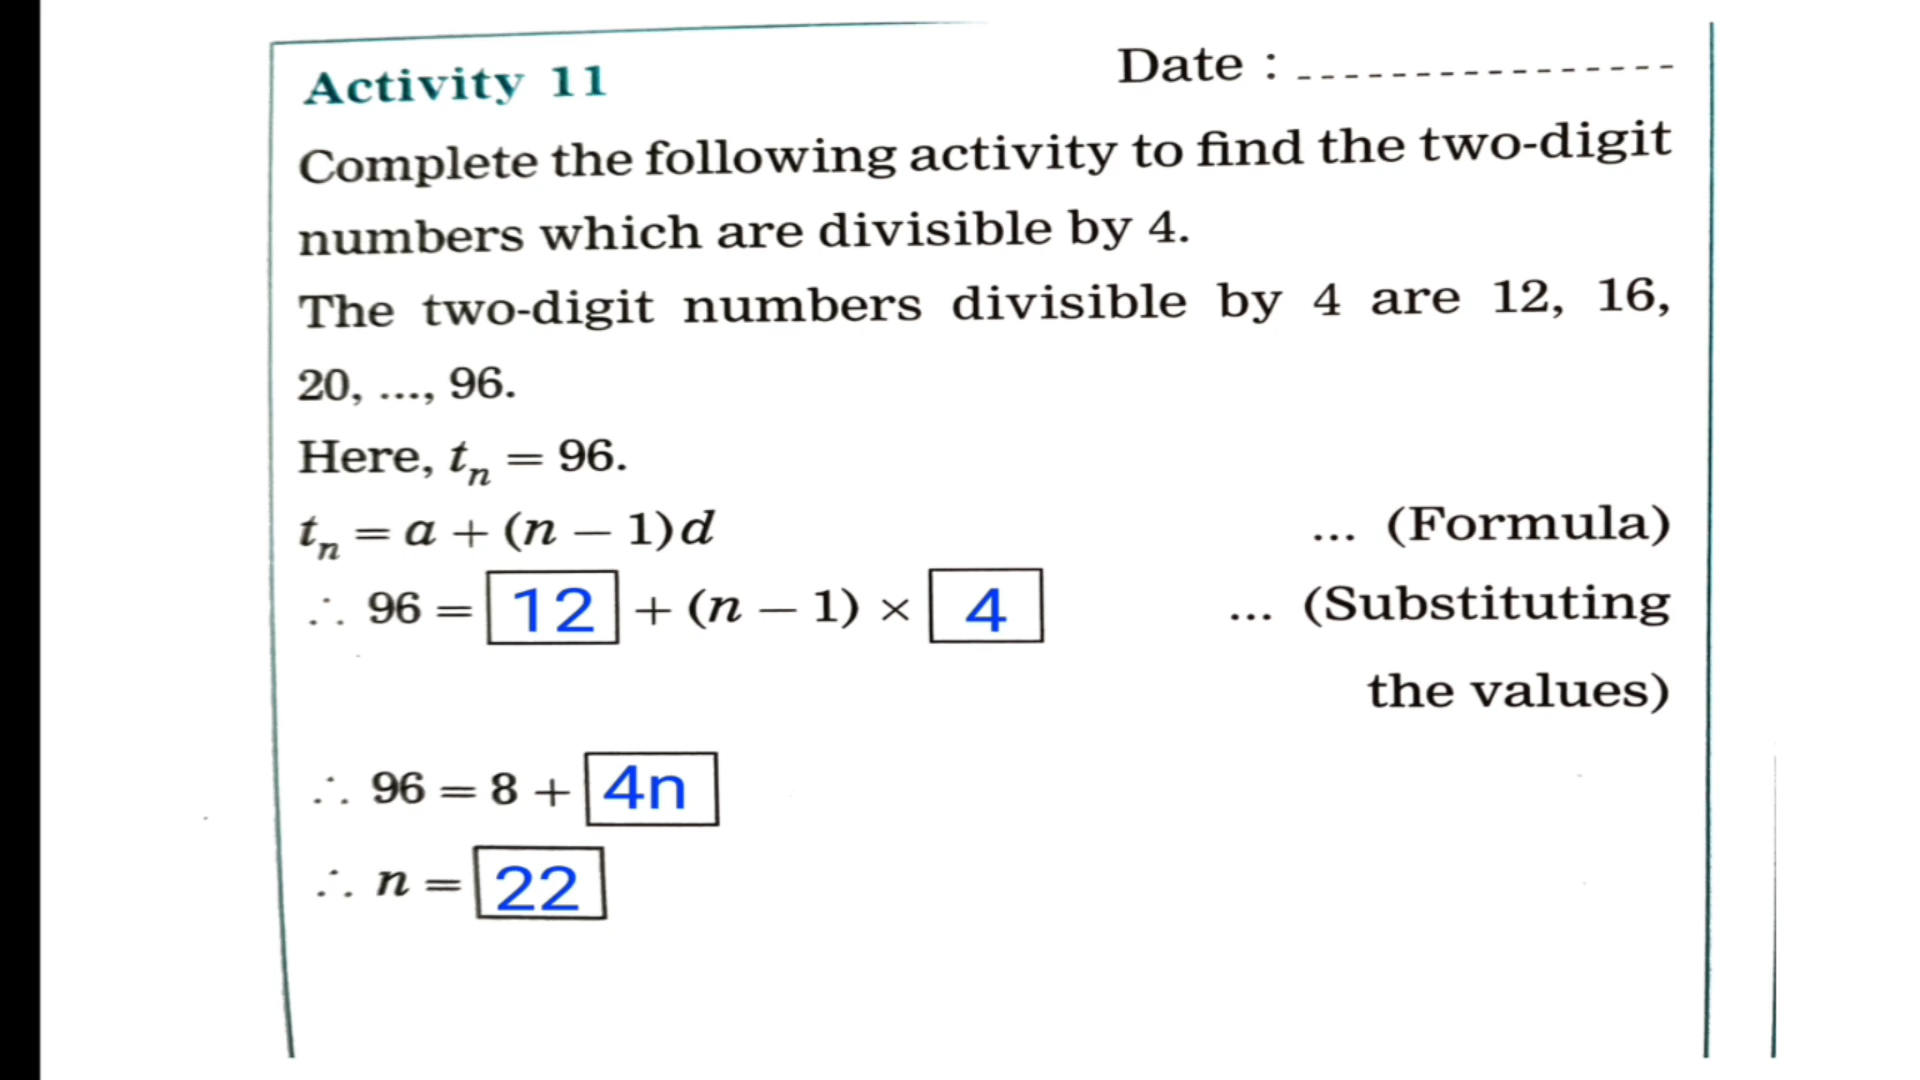 Activity 11 Date : ----------------
Complete the following activity to find the two-digit
numbers which are divisible by 4.
The two-digit numbers divisible by 4 are 12, 16,
20, ..., 96.
Here, tₙ = 96.
tₙ = a + (n − 1)d ... (Formula)
∴ 96 = 12 + (n − 1) × 4 ... (Substituting
the values)
∴ 96 = 8 + 4n
∴ n = 22